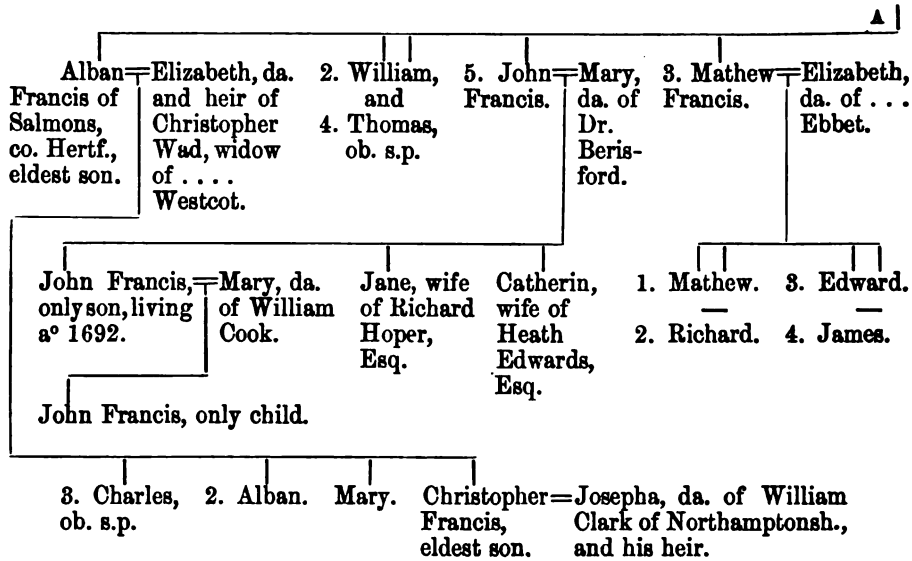 A
Alban=Elizabeth, da.
Francis of and heir of
Salmons, Christopher
co. Hertf., Wad, widow
eldest son. of . . . .
Westcot.
2. William,
and
4. Thomas,
ob. s.p.
5. John=Mary,
Francis. da. of
Dr.
Beris-
ford.
3. Mathew=Elizabeth,
Francis. da. of . . .
Ebbet.
John Francis,=Mary, da.
only son, living of William
aº 1692. Cook.
Jane, wife
of Richard
Hoper,
Esq.
Catherin,
wife of
Heath
Edwards,
Esq.
1. Mathew. 3. Edward.
— —
2. Richard. 4. James.
John Francis, only child.
3. Charles, 2. Alban. Mary. Christopher=Josepha, da. of William
ob. s.p. Francis, Clark of Northamptonsh.,
eldest son. and his heir.